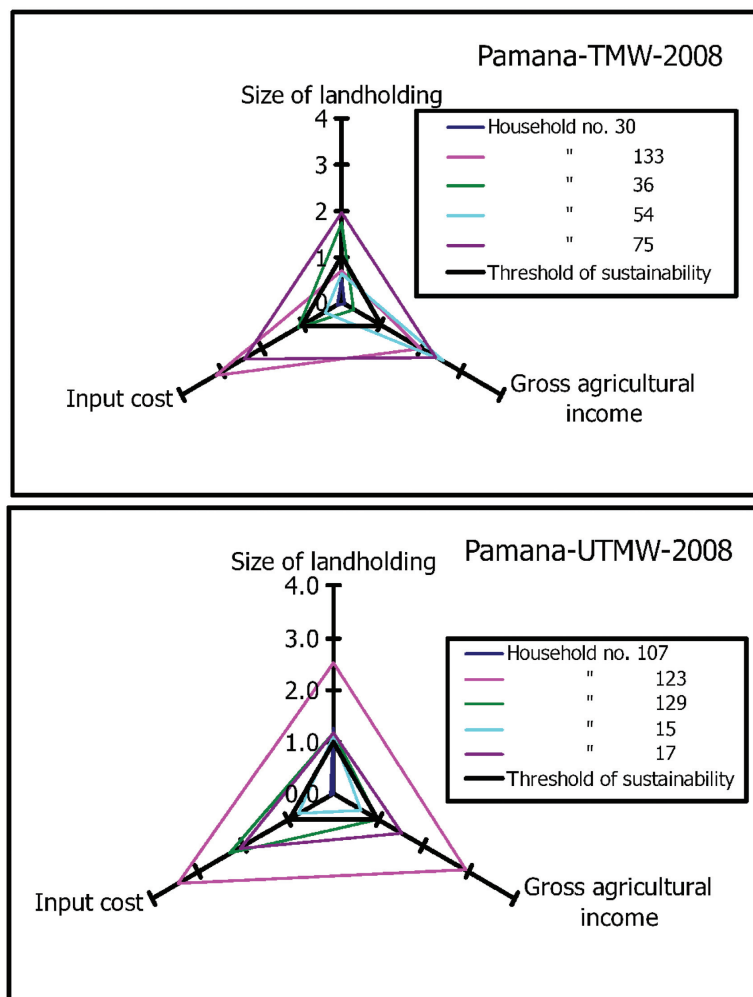 Pamana-TMW-2008
Size of landholding
4
3
2
1
0
Household no. 30
" 133
" 36
" 54
" 75
Threshold of sustainability
Input cost
Gross agricultural
income
Pamana-UTMW-2008
Size of landholding
4.0
3.0
2.0
1.0
0.0
Household no. 107
" 123
" 129
" 15
" 17
Threshold of sustainability
Input cost
Gross agricultural
income